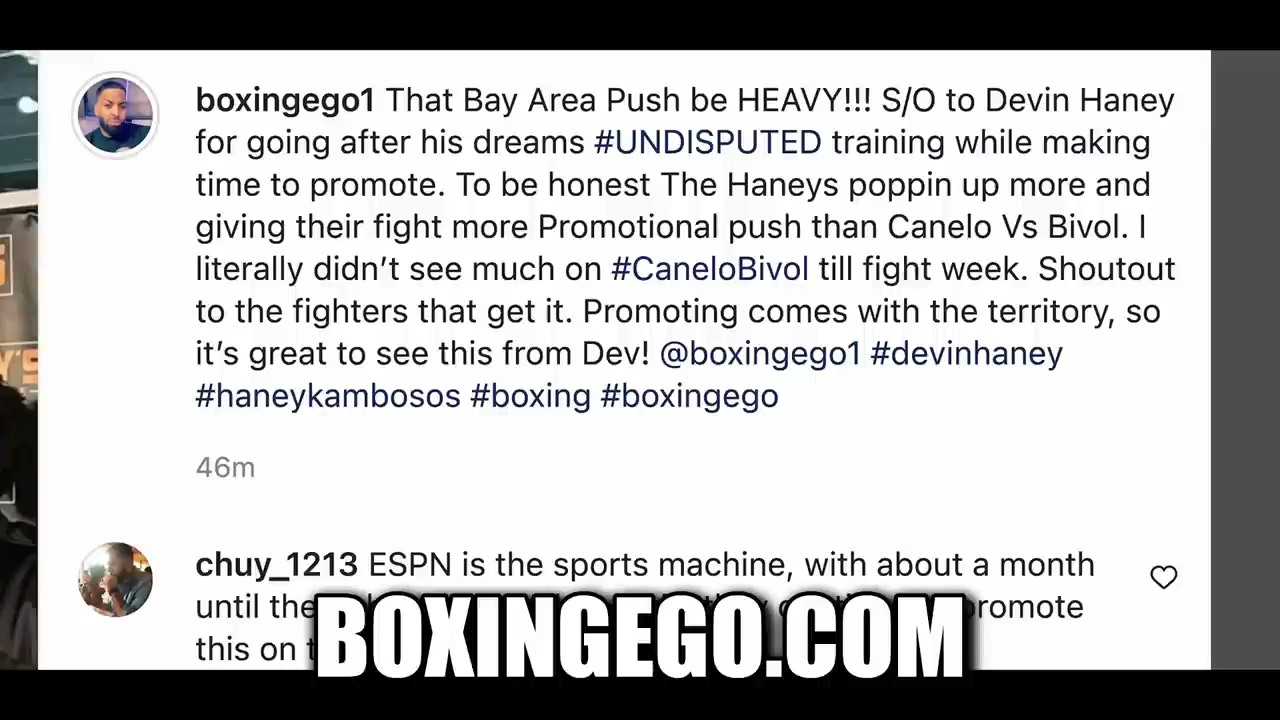 boxingego1 That Bay Area Push be HEAVY!!! S/O to Devin Haney
for going after his dreams #UNDISPUTED training while making
time to promote. To be honest The Haneys poppin up more and
giving their fight more Promotional push than Canelo Vs Bivol. I
literally didn’t see much on #CaneloBivol till fight week. Shoutout
to the fighters that get it. Promoting comes with the territory, so
it’s great to see this from Dev! @boxingego1 #devinhaney
#haneykambosos #boxing #boxingego
46m
chuy_1213 ESPN is the sports machine, with about a month
until the promote
this on
BOXINGEGO.COM